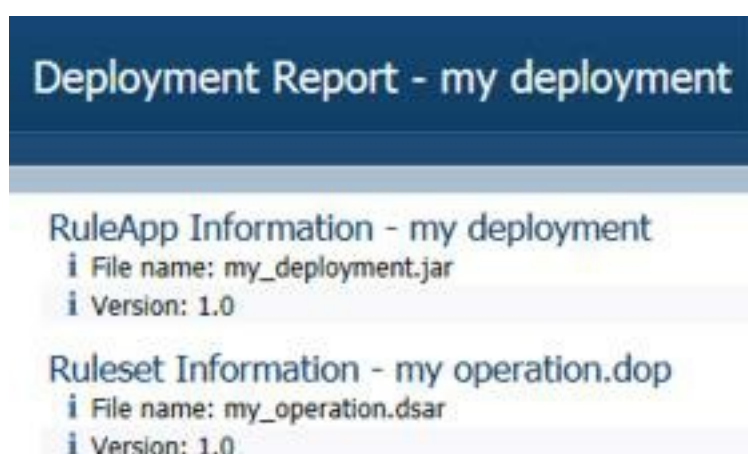 Deployment Report - my deployment
RuleApp Information - my deployment
i File name: my_deployment.jar
i Version: 1.0
Ruleset Information - my operation.dop
i File name: my_operation.dsar
i Version: 1.0